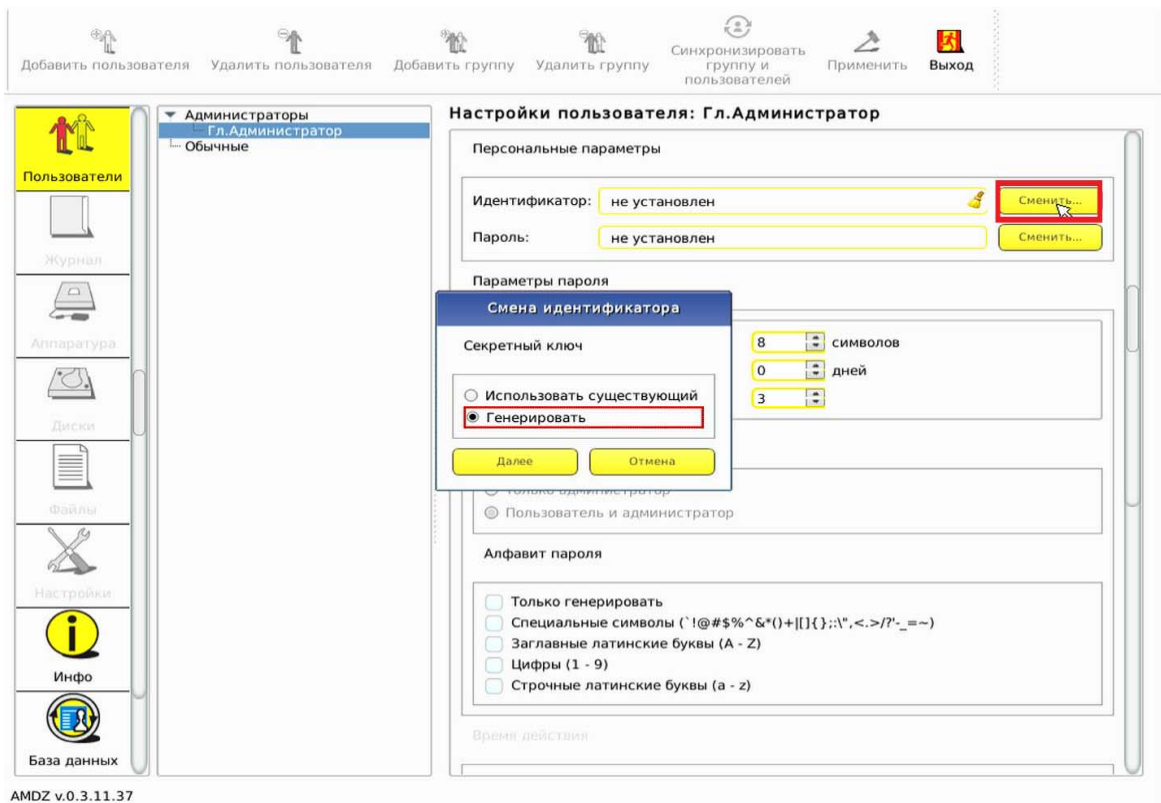 Добавить пользователя
Удалить пользователя
Добавить группу
Удалить группу
Синхронизировать
группу и
пользователей
Применить
Выход
Пользователи
Журнал
Аппаратура
Диски
Файлы
Настройки
Инфо
База данных
Администраторы
Гл.Администратор
Обычные
Настройки пользователя: Гл.Администратор
Персональные параметры
Идентификатор: не установлен Сменить...
Пароль: не установлен Сменить...
Параметры пароля
Смена идентификатора
Секретный ключ
Использовать существующий
Генерировать
Далее Отмена
8 символов
0 дней
3
Только администратор
Пользователь и администратор
Алфавит пароля
Только генерировать
Специальные символы (`!@#$%^&*()+|[]{};:\",<.>/?'-_=~)
Заглавные латинские буквы (A - Z)
Цифры (1 - 9)
Строчные латинские буквы (a - z)
Время действия
AMDZ v.0.3.11.37